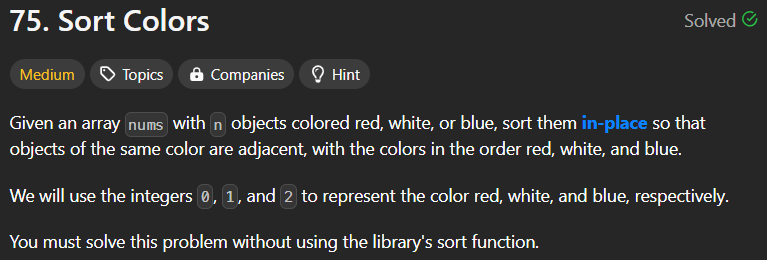 75. Sort Colors
Solved
Medium
Topics
Companies
Hint
Given an array nums with n objects colored red, white, or blue, sort them in-place so that
objects of the same color are adjacent, with the colors in the order red, white, and blue.
We will use the integers 0, 1, and 2 to represent the color red, white, and blue, respectively.
You must solve this problem without using the library's sort function.